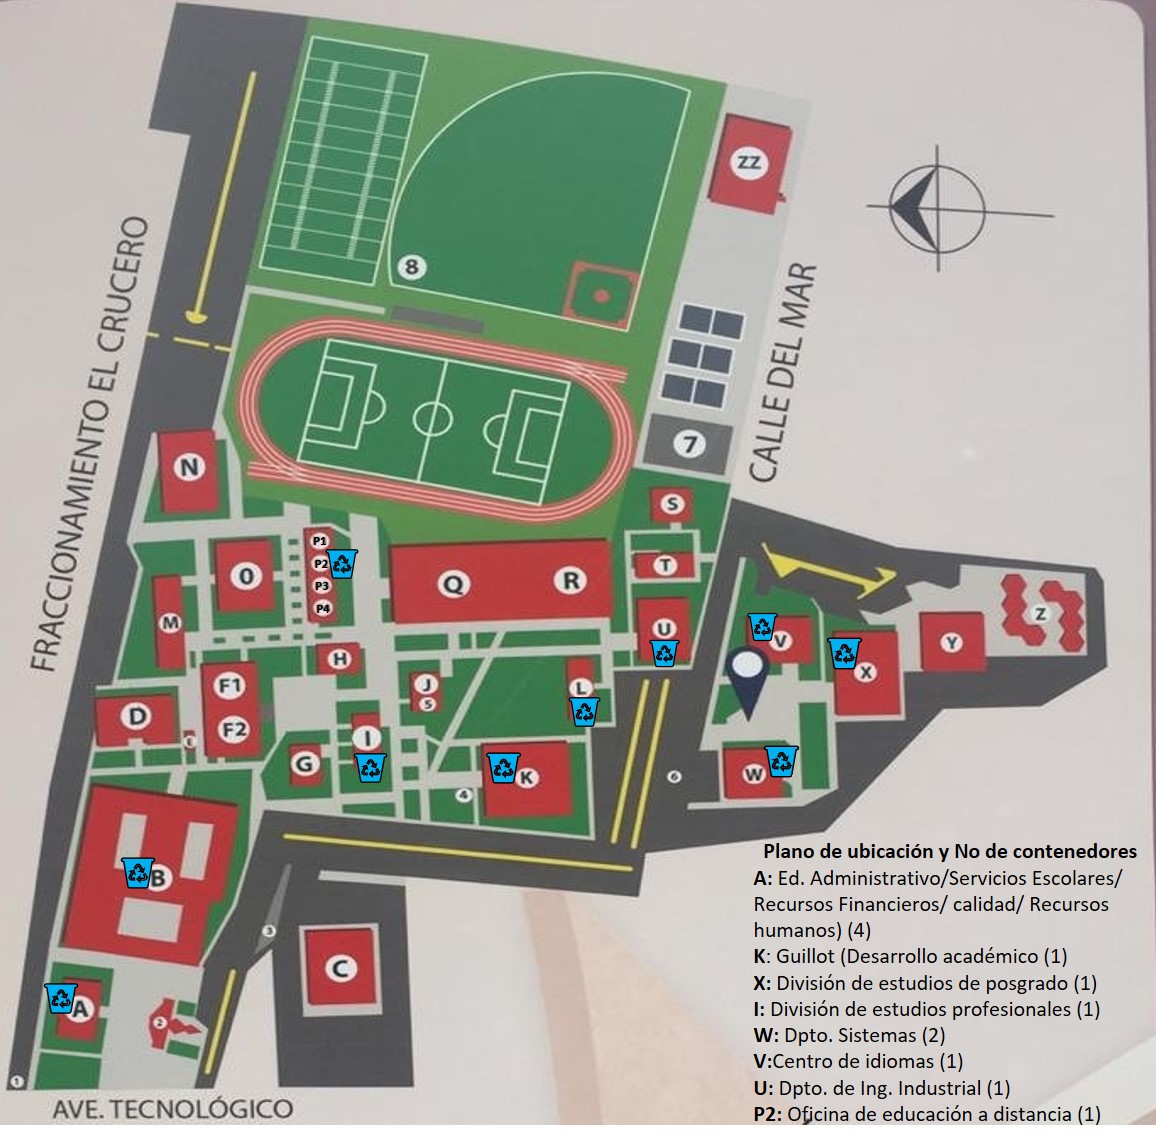 ZZ
8
FRACCIONAMIENTO EL CRUCERO
CALLE DEL MAR
7
N
S
P1
P2
P3
P4
O
Q
R
T
M
U
V
Z
Y
X
H
F1
F2
J
5
L
D
E
I
G
K
W
4
6
B
3
C
A
2
1
AVE. TECNOLÓGICO
Plano de ubicación y No de contenedores
A: Ed. Administrativo/Servicios Escolares/
Recursos Financieros/ calidad/ Recursos
humanos) (4)
K: Guillot (Desarrollo académico (1)
X: División de estudios de posgrado (1)
I: División de estudios profesionales (1)
W: Dpto. Sistemas (2)
V:Centro de idiomas (1)
U: Dpto. de Ing. Industrial (1)
P2: Oficina de educación a distancia (1)